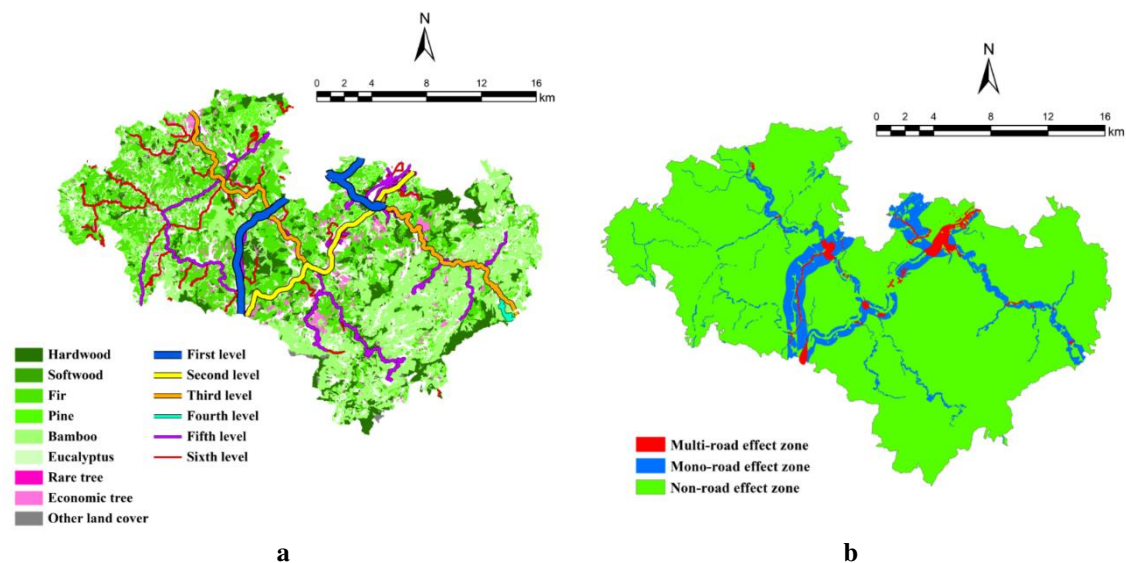 N
0 2 4 8 12 16
km
Hardwood
Softwood
Fir
Pine
Bamboo
Eucalyptus
Rare tree
Economic tree
Other land cover
First level
Second level
Third level
Fourth level
Fifth level
Sixth level
a
N
0 2 4 8 12 16
km
Multi-road effect zone
Mono-road effect zone
Non-road effect zone
b